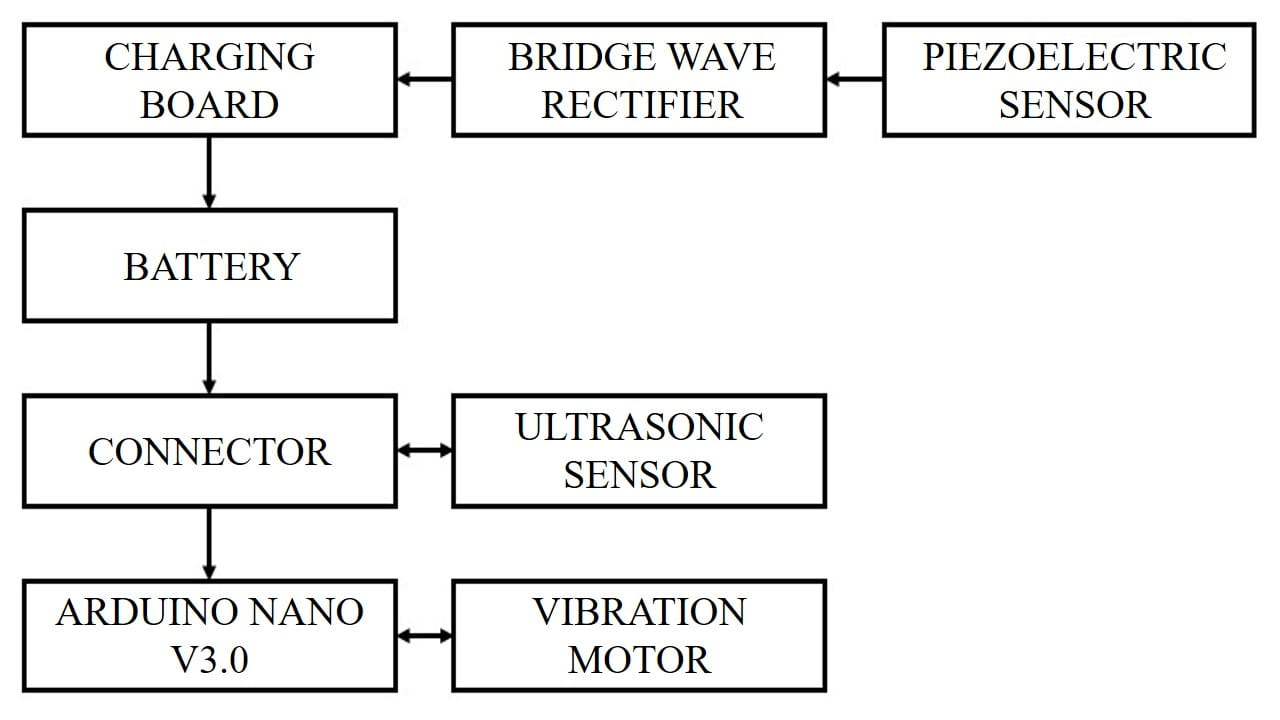 CHARGING
BOARD
BRIDGE WAVE
RECTIFIER
PIEZOELECTRIC
SENSOR
BATTERY
CONNECTOR
ULTRASONIC
SENSOR
ARDUINO NANO
V3.0
VIBRATION
MOTOR